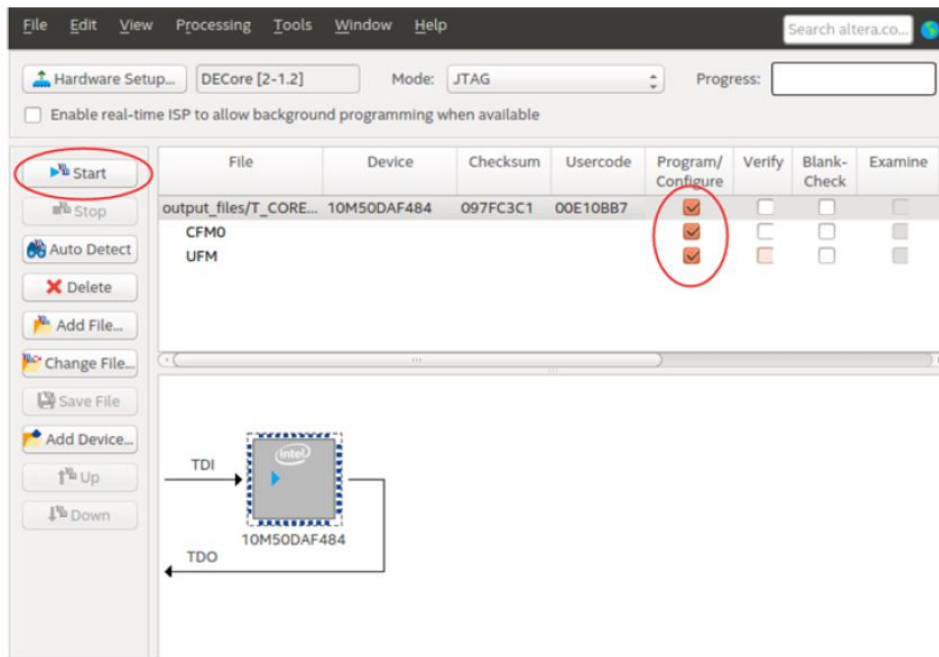 File Edit View Processing Tools Window Help Search altera.co...
Hardware Setup... DECore [2-1.2] Mode: JTAG Progress:
Enable real-time ISP to allow background programming when available
Start
Stop
Auto Detect
Delete
Add File...
Change File...
Save File
Add Device...
Up
Down
File Device Checksum Usercode Program/ Verify Blank- Examine
Configure Check
output_files/T_CORE... 10M50DAF484 097FC3C1 00E10BB7
CFM0
UFM
TDI
intel
10M50DAF484
TDO